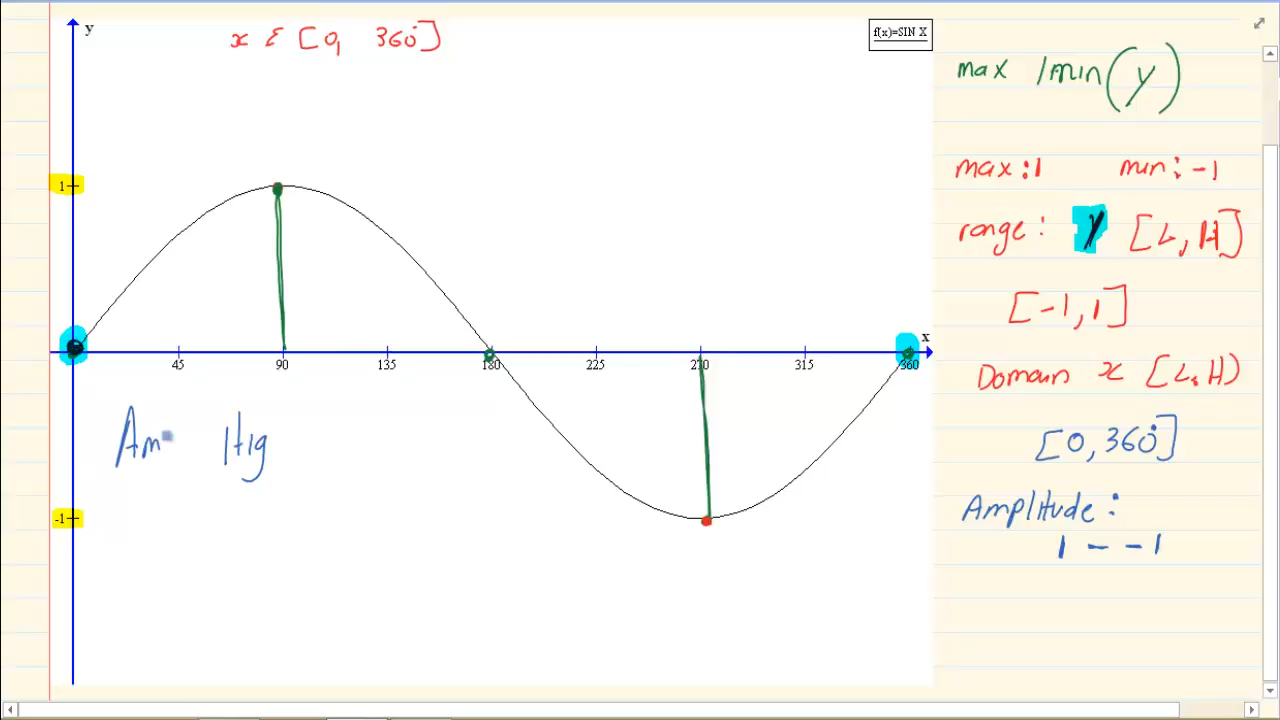 y
x ε [0, 360°]
f(x)=SIN X
max /min (y)
1
max : 1 min : -1
range : y [L, H]
[-1, 1]
x
45 90 135 180 225 270 315 360
Domain x [L, H)
Am Hig
[0, 360°]
Amplitude :
-1
1 - -1